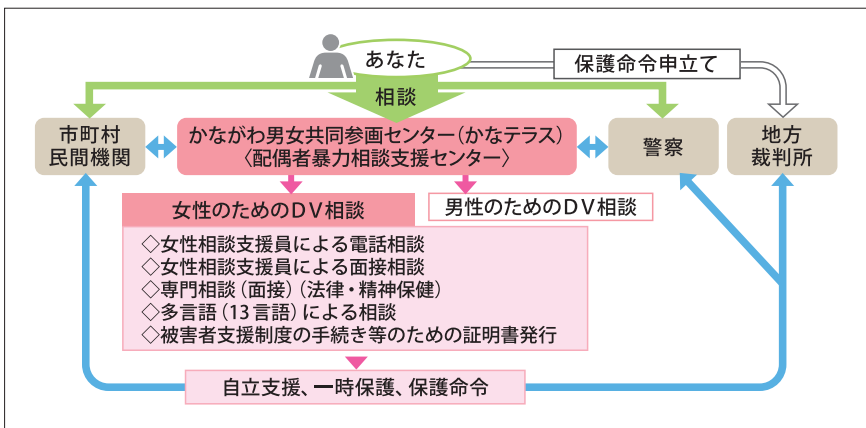 あなた
保護命令申立て
相談
市町村
民間機関
かながわ男女共同参画センター(かなテラス)
〈配偶者暴力相談支援センター〉
警察
地方
裁判所
女性のためのDV相談
男性のためのDV相談
◇女性相談支援員による電話相談
◇女性相談支援員による面接相談
◇専門相談(面接)(法律・精神保健)
◇多言語(13言語)による相談
◇被害者支援制度の手続き等のための証明書発行
自立支援、一時保護、保護命令